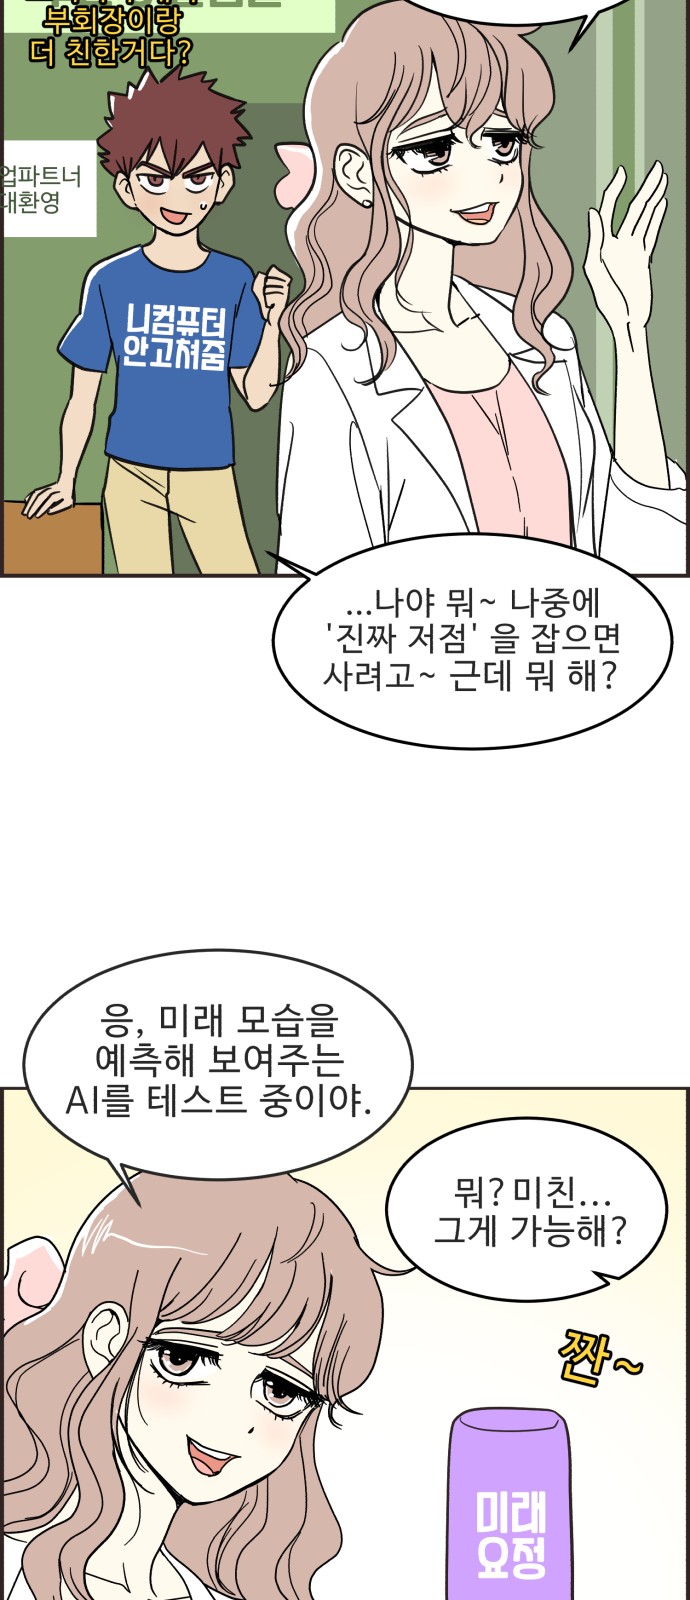 부회장이랑
더 친한거다?
업파트너
대환영
니컴퓨터
안고쳐줌
...나야 뭐~ 나중에
'진짜 저점' 을 잡으면
사려고~ 근데 뭐 해?
응, 미래 모습을
예측해 보여주는
AI를 테스트 중이야.
뭐? 미친...
그게 가능해?
짠~
미래
요정